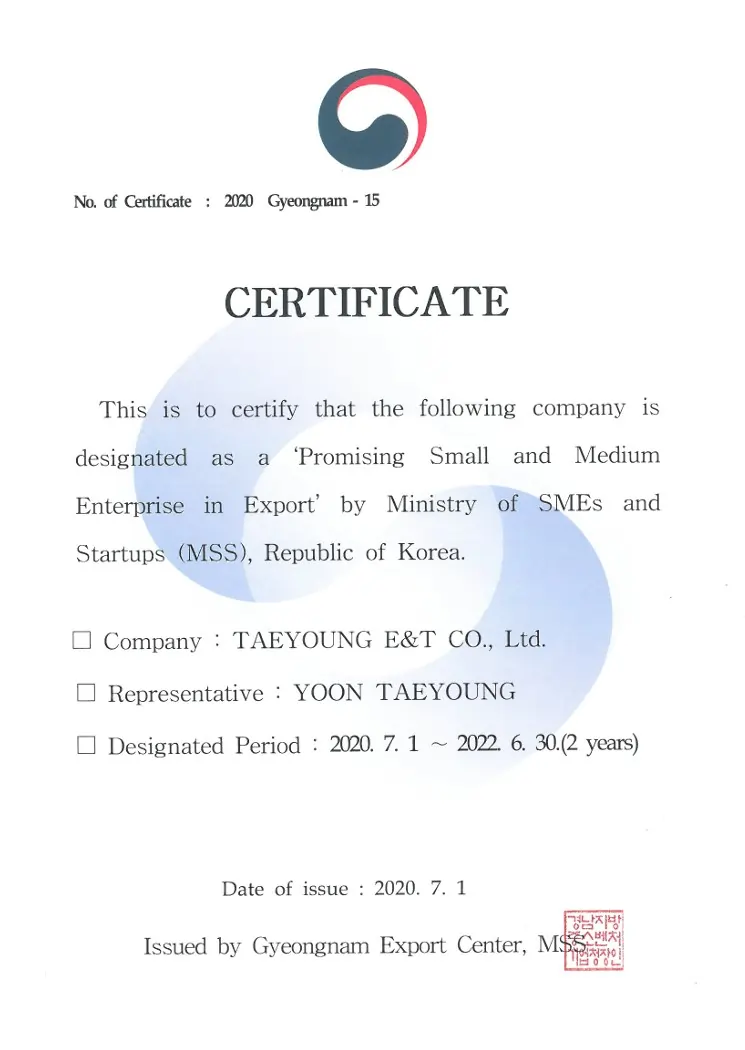 No. of Certificate : 2020 Gyeongnam - 15
CERTIFICATE
This is to certify that the following company is
designated as a ‘Promising Small and Medium
Enterprise in Export’ by Ministry of SMEs and
Startups (MSS), Republic of Korea.
□ Company : TAEYOUNG E&T CO., Ltd.
□ Representative : YOON TAEYOUNG
□ Designated Period : 2020. 7. 1 ~ 2022. 6. 30.(2 years)
Date of issue : 2020. 7. 1
Issued by Gyeongnam Export Center, MSS
경남지방
중소벤처
기업청장인